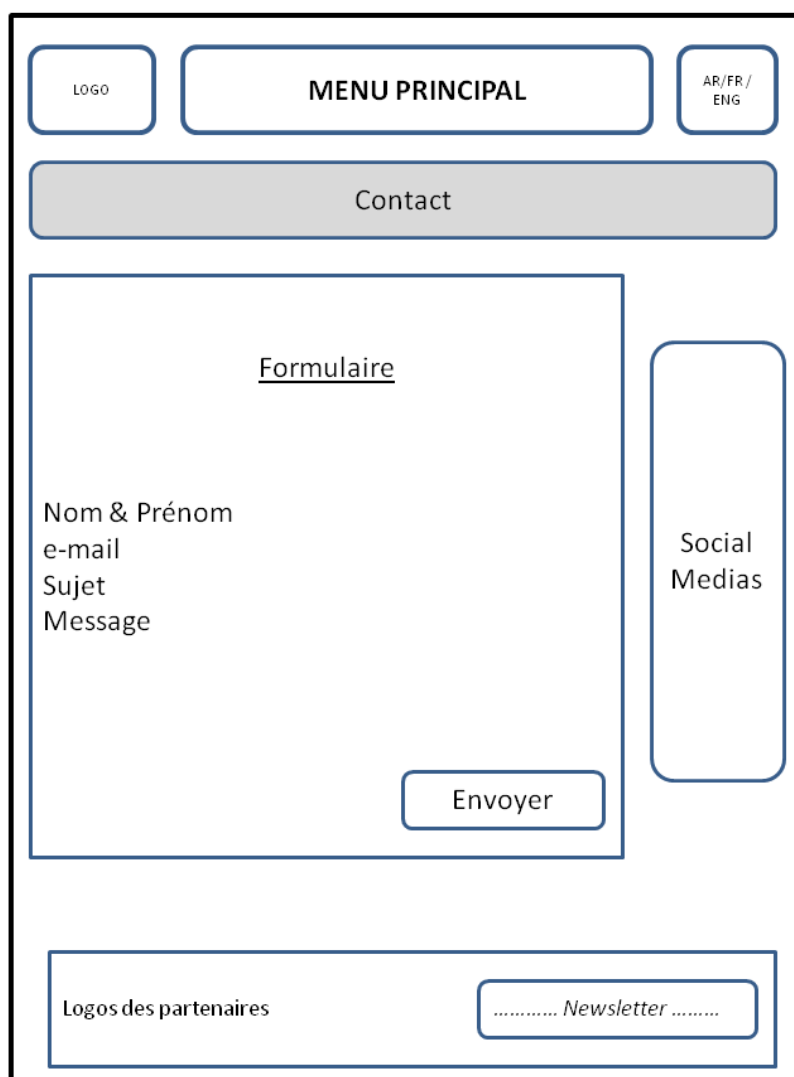 LOGO
MENU PRINCIPAL
AR/FR /
ENG
Contact
Formulaire
Nom & Prénom
e-mail
Sujet
Message
Social
Medias
Envoyer
Logos des partenaires
………… Newsletter ………